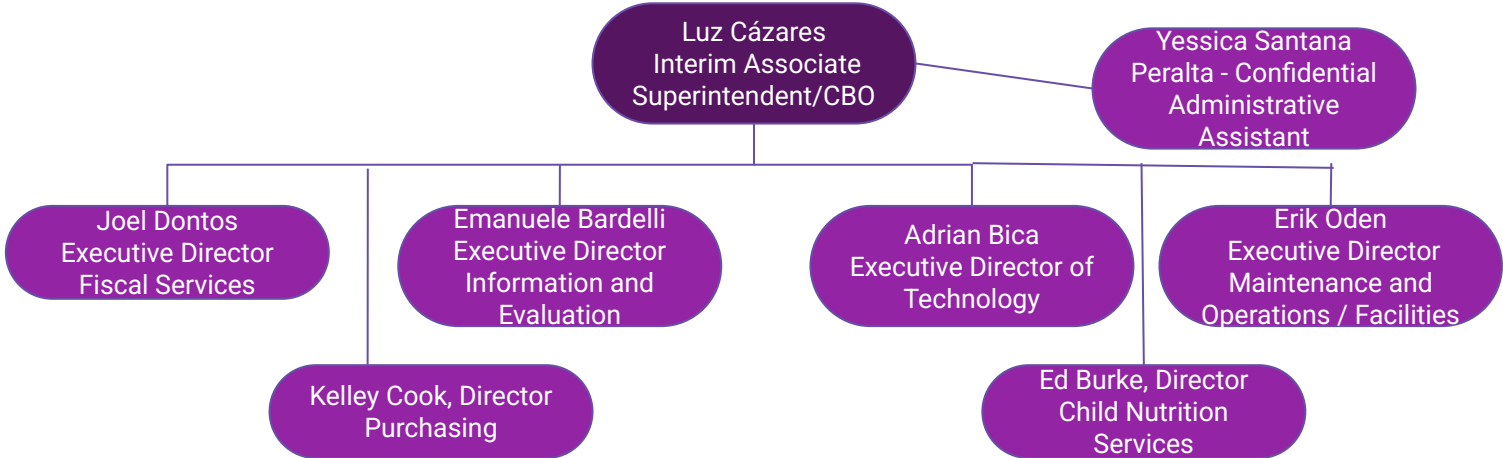 Luz Cázares
Interim Associate
Superintendent/CBO
Yessica Santana
Peralta - Confidential
Administrative
Assistant
Joel Dontos
Executive Director
Fiscal Services
Emanuele Bardelli
Executive Director
Information and
Evaluation
Adrian Bica
Executive Director of
Technology
Erik Oden
Executive Director
Maintenance and
Operations / Facilities
Kelley Cook, Director
Purchasing
Ed Burke, Director
Child Nutrition
Services